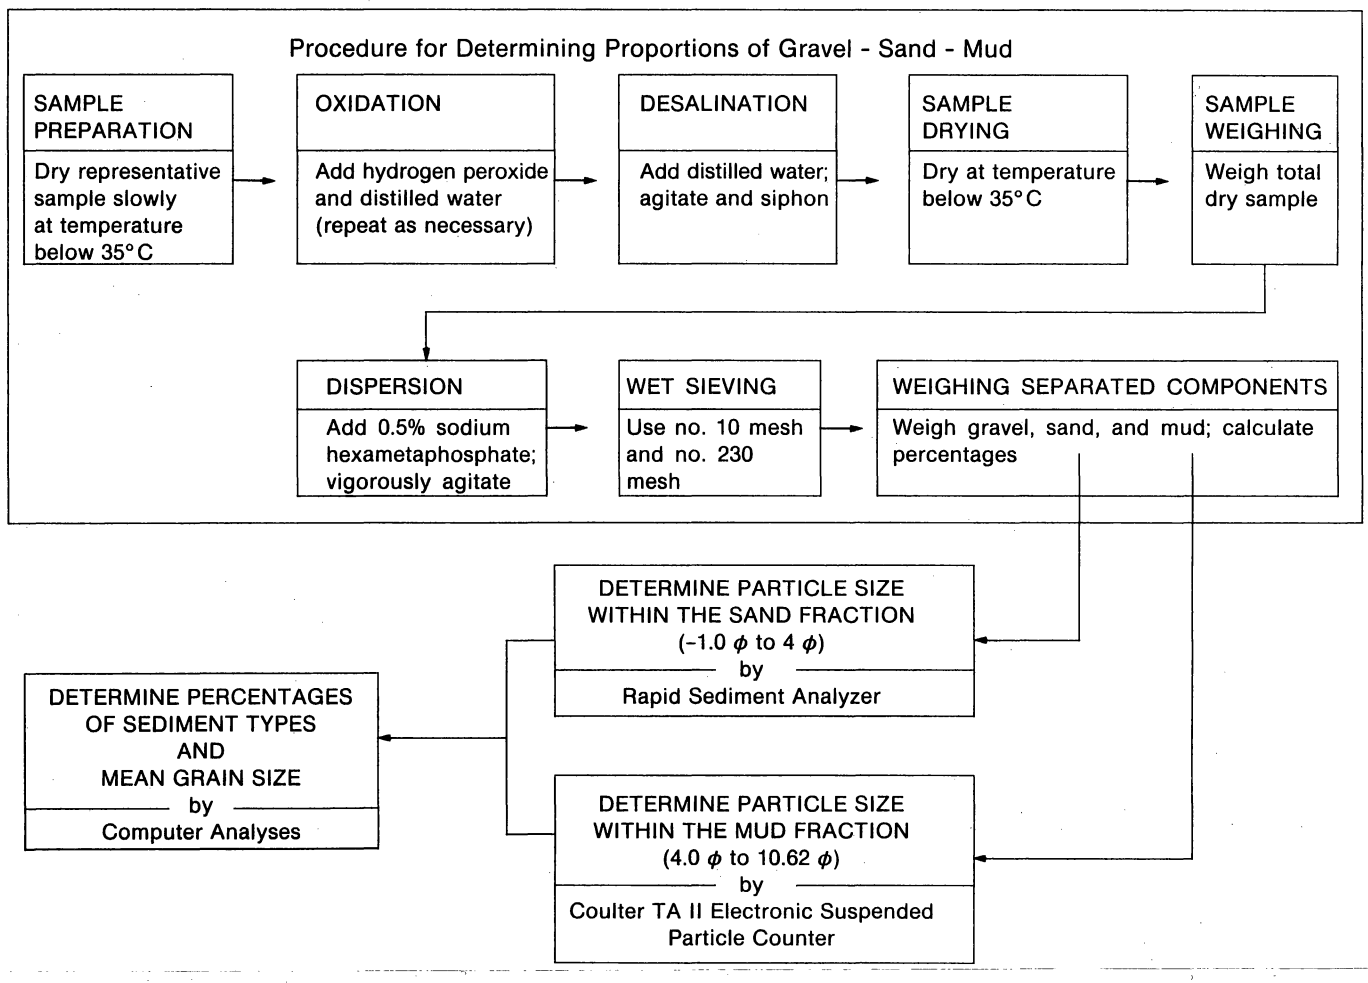 Procedure for Determining Proportions of Gravel - Sand - Mud
SAMPLE
PREPARATION
Dry representative
sample slowly
at temperature
below 35°C
OXIDATION
Add hydrogen peroxide
and distilled water
(repeat as necessary)
DESALINATION
Add distilled water;
agitate and siphon
SAMPLE
DRYING
Dry at temperature
below 35°C
SAMPLE
WEIGHING
Weigh total
dry sample
DISPERSION
Add 0.5% sodium
hexametaphosphate;
vigorously agitate
WET SIEVING
Use no. 10 mesh
and no. 230
mesh
WEIGHING SEPARATED COMPONENTS
Weigh gravel, sand, and mud; calculate
percentages
DETERMINE PARTICLE SIZE
WITHIN THE SAND FRACTION
(-1.0 ϕ to 4 ϕ)
by
Rapid Sediment Analyzer
DETERMINE PARTICLE SIZE
WITHIN THE MUD FRACTION
(4.0 ϕ to 10.62 ϕ)
by
Coulter TA II Electronic Suspended
Particle Counter
DETERMINE PERCENTAGES
OF SEDIMENT TYPES
AND
MEAN GRAIN SIZE
by
Computer Analyses